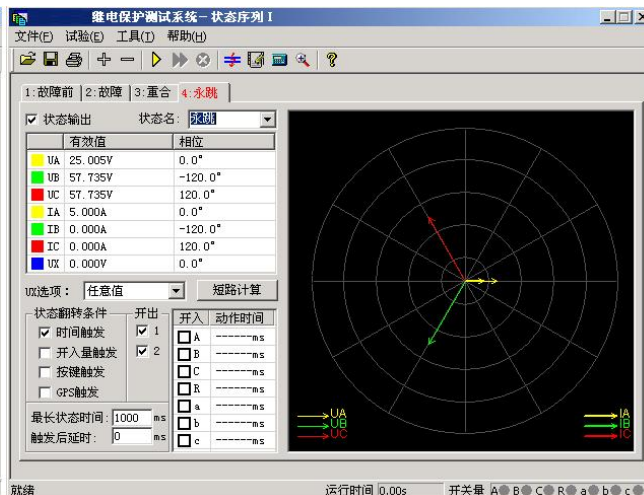 继电保护测试系统-状态序列 I
文件(F) 试验(E) 工具(T) 帮助(H)
1:故障前 2:故障 3:重合 4:永跳
状态输出 状态名: 永跳
有效值 相位
UA 25.005V 0.0°
UB 57.735V -120.0°
UC 57.735V 120.0°
IA 5.000A 0.0°
IB 0.000A -120.0°
IC 0.000A 120.0°
UX 0.000V 0.0°
UX选项: 任意值 短路计算
状态翻转条件 开出 开入 动作时间
时间触发 1 A ------ms
开入量触发 2 B ------ms
按键触发 C ------ms
GPS触发 R ------ms
a ------ms
最长状态时间: 1000 ms b ------ms
触发后延时: 0 ms c ------ms
UA IA
UB IB
UC IC
就绪 运行时间 0.00s 开关量 A B C R a b c